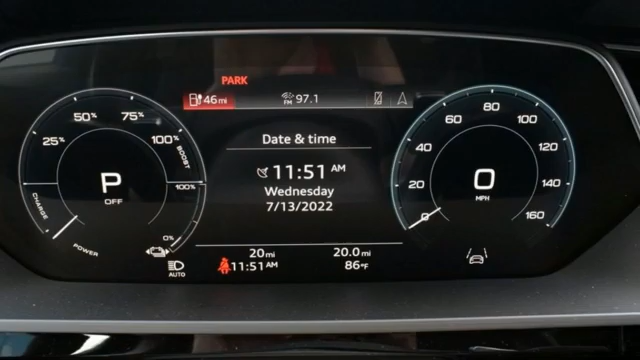 PARK
46 mi
FM 97.1
25%
50%
75%
100%
BOOST
100%
0%
CHARGE
POWER
P
OFF
Date & time
11:51 AM
Wednesday
7/13/2022
20 mi
20.0 mi
11:51 AM
86°F
AUTO
0
20
40
60
80
100
120
140
160
0
MPH